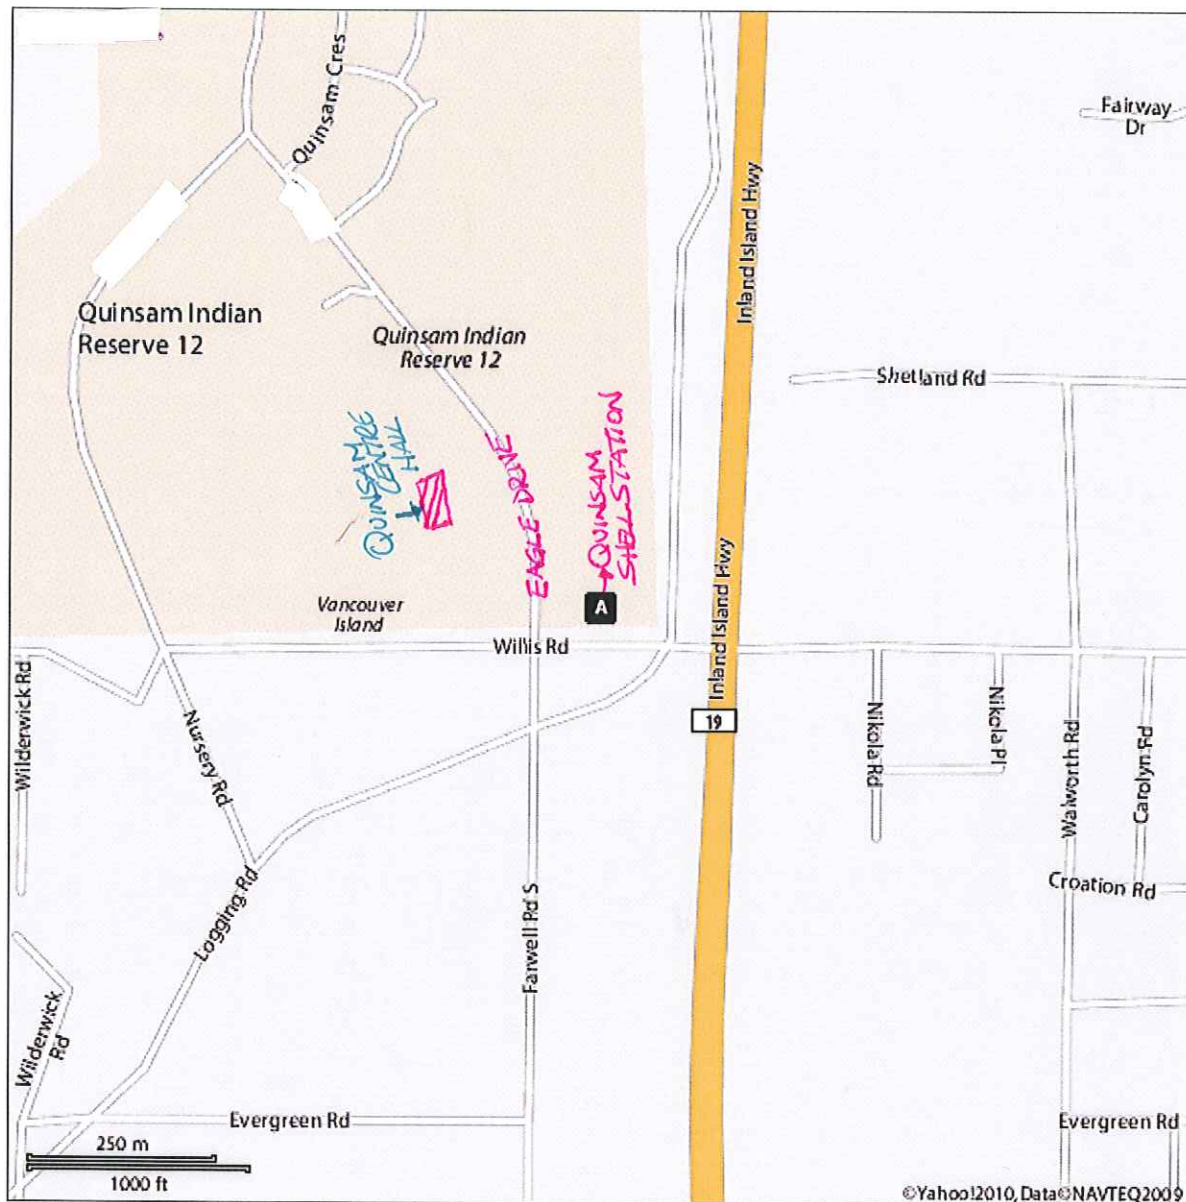 Quinsam Cres
Fairway
Dr
Inland Island Hwy
Quinsam Indian
Reserve 12
Quinsam Indian
Reserve 12
Shetland Rd
QUINSAM
CENTRE
HALL
EAGLE DRIVE
QUINSAM
SHELL STATION
A
Inland Island Hwy
Vancouver
Island
Willis Rd
Wilderwick Rd
Nursery Rd
19
Nikola Rd
Nikola Pl
Walworth Rd
Carolyn Rd
Croation Rd
Logging Rd
Farwell Rd S
Wilderwick
Rd
Evergreen Rd
Evergreen Rd
250 m
1000 ft
©Yahoo!2010, Data©NAVTEQ2009